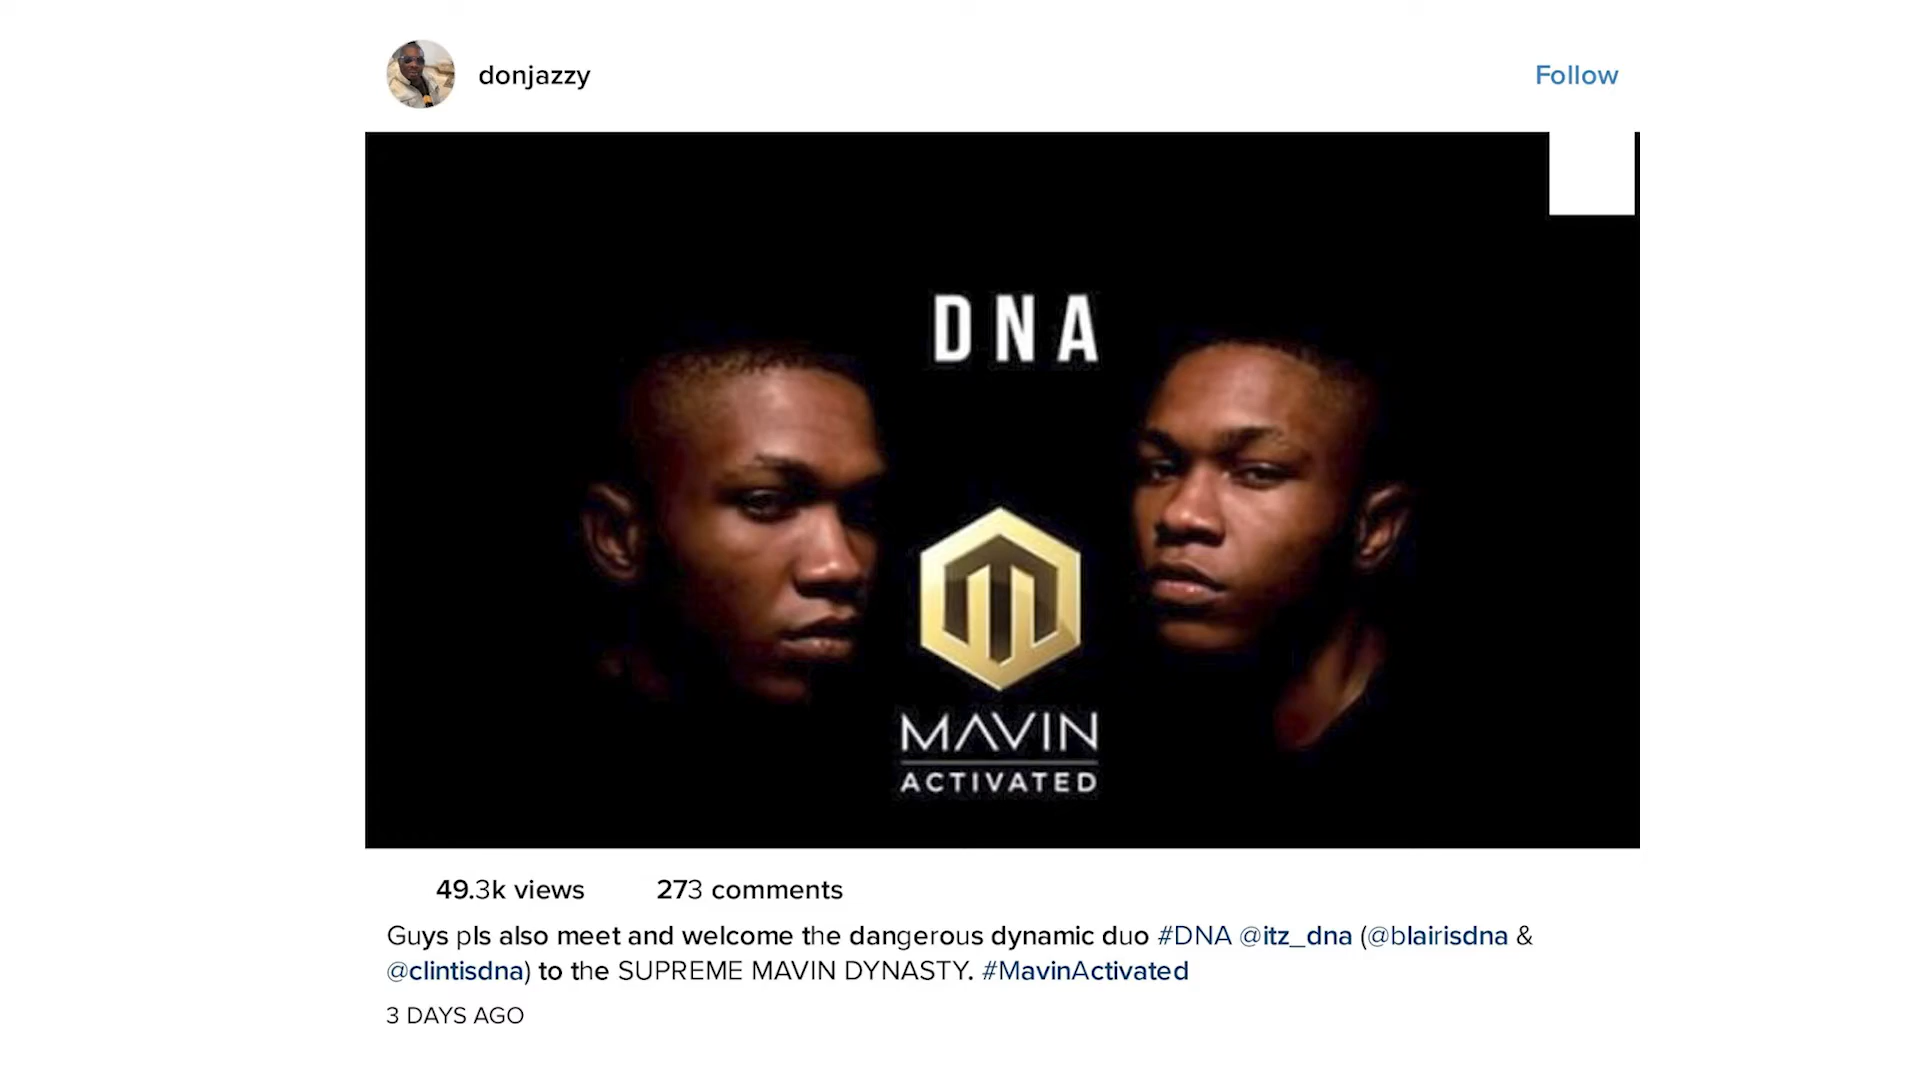 donjazzy
Follow
DNA
MAVIN
ACTIVATED
49.3k views 273 comments
Guys pls also meet and welcome the dangerous dynamic duo #DNA @itz_dna (@blairisdna &
@clintisdna) to the SUPREME MAVIN DYNASTY. #MavinActivated
3 DAYS AGO